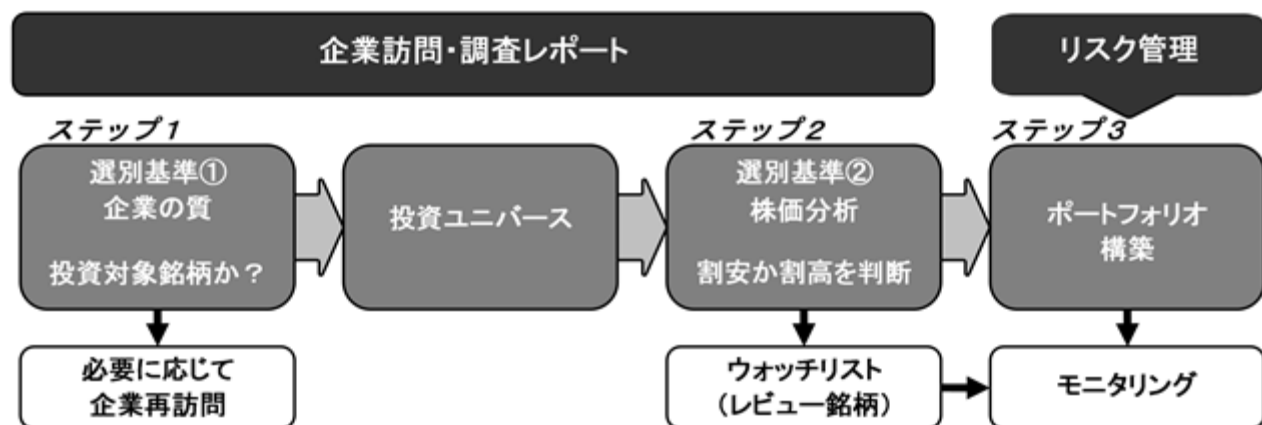 企業訪問・調査レポート
リスク管理
ステップ1
選別基準①
企業の質
投資対象銘柄か？
投資ユニバース
ステップ2
選別基準②
株価分析
割安か割高を判断
ステップ3
ポートフォリオ
構築
必要に応じて
企業再訪問
ウォッチリスト
（レビュー銘柄）
モニタリング